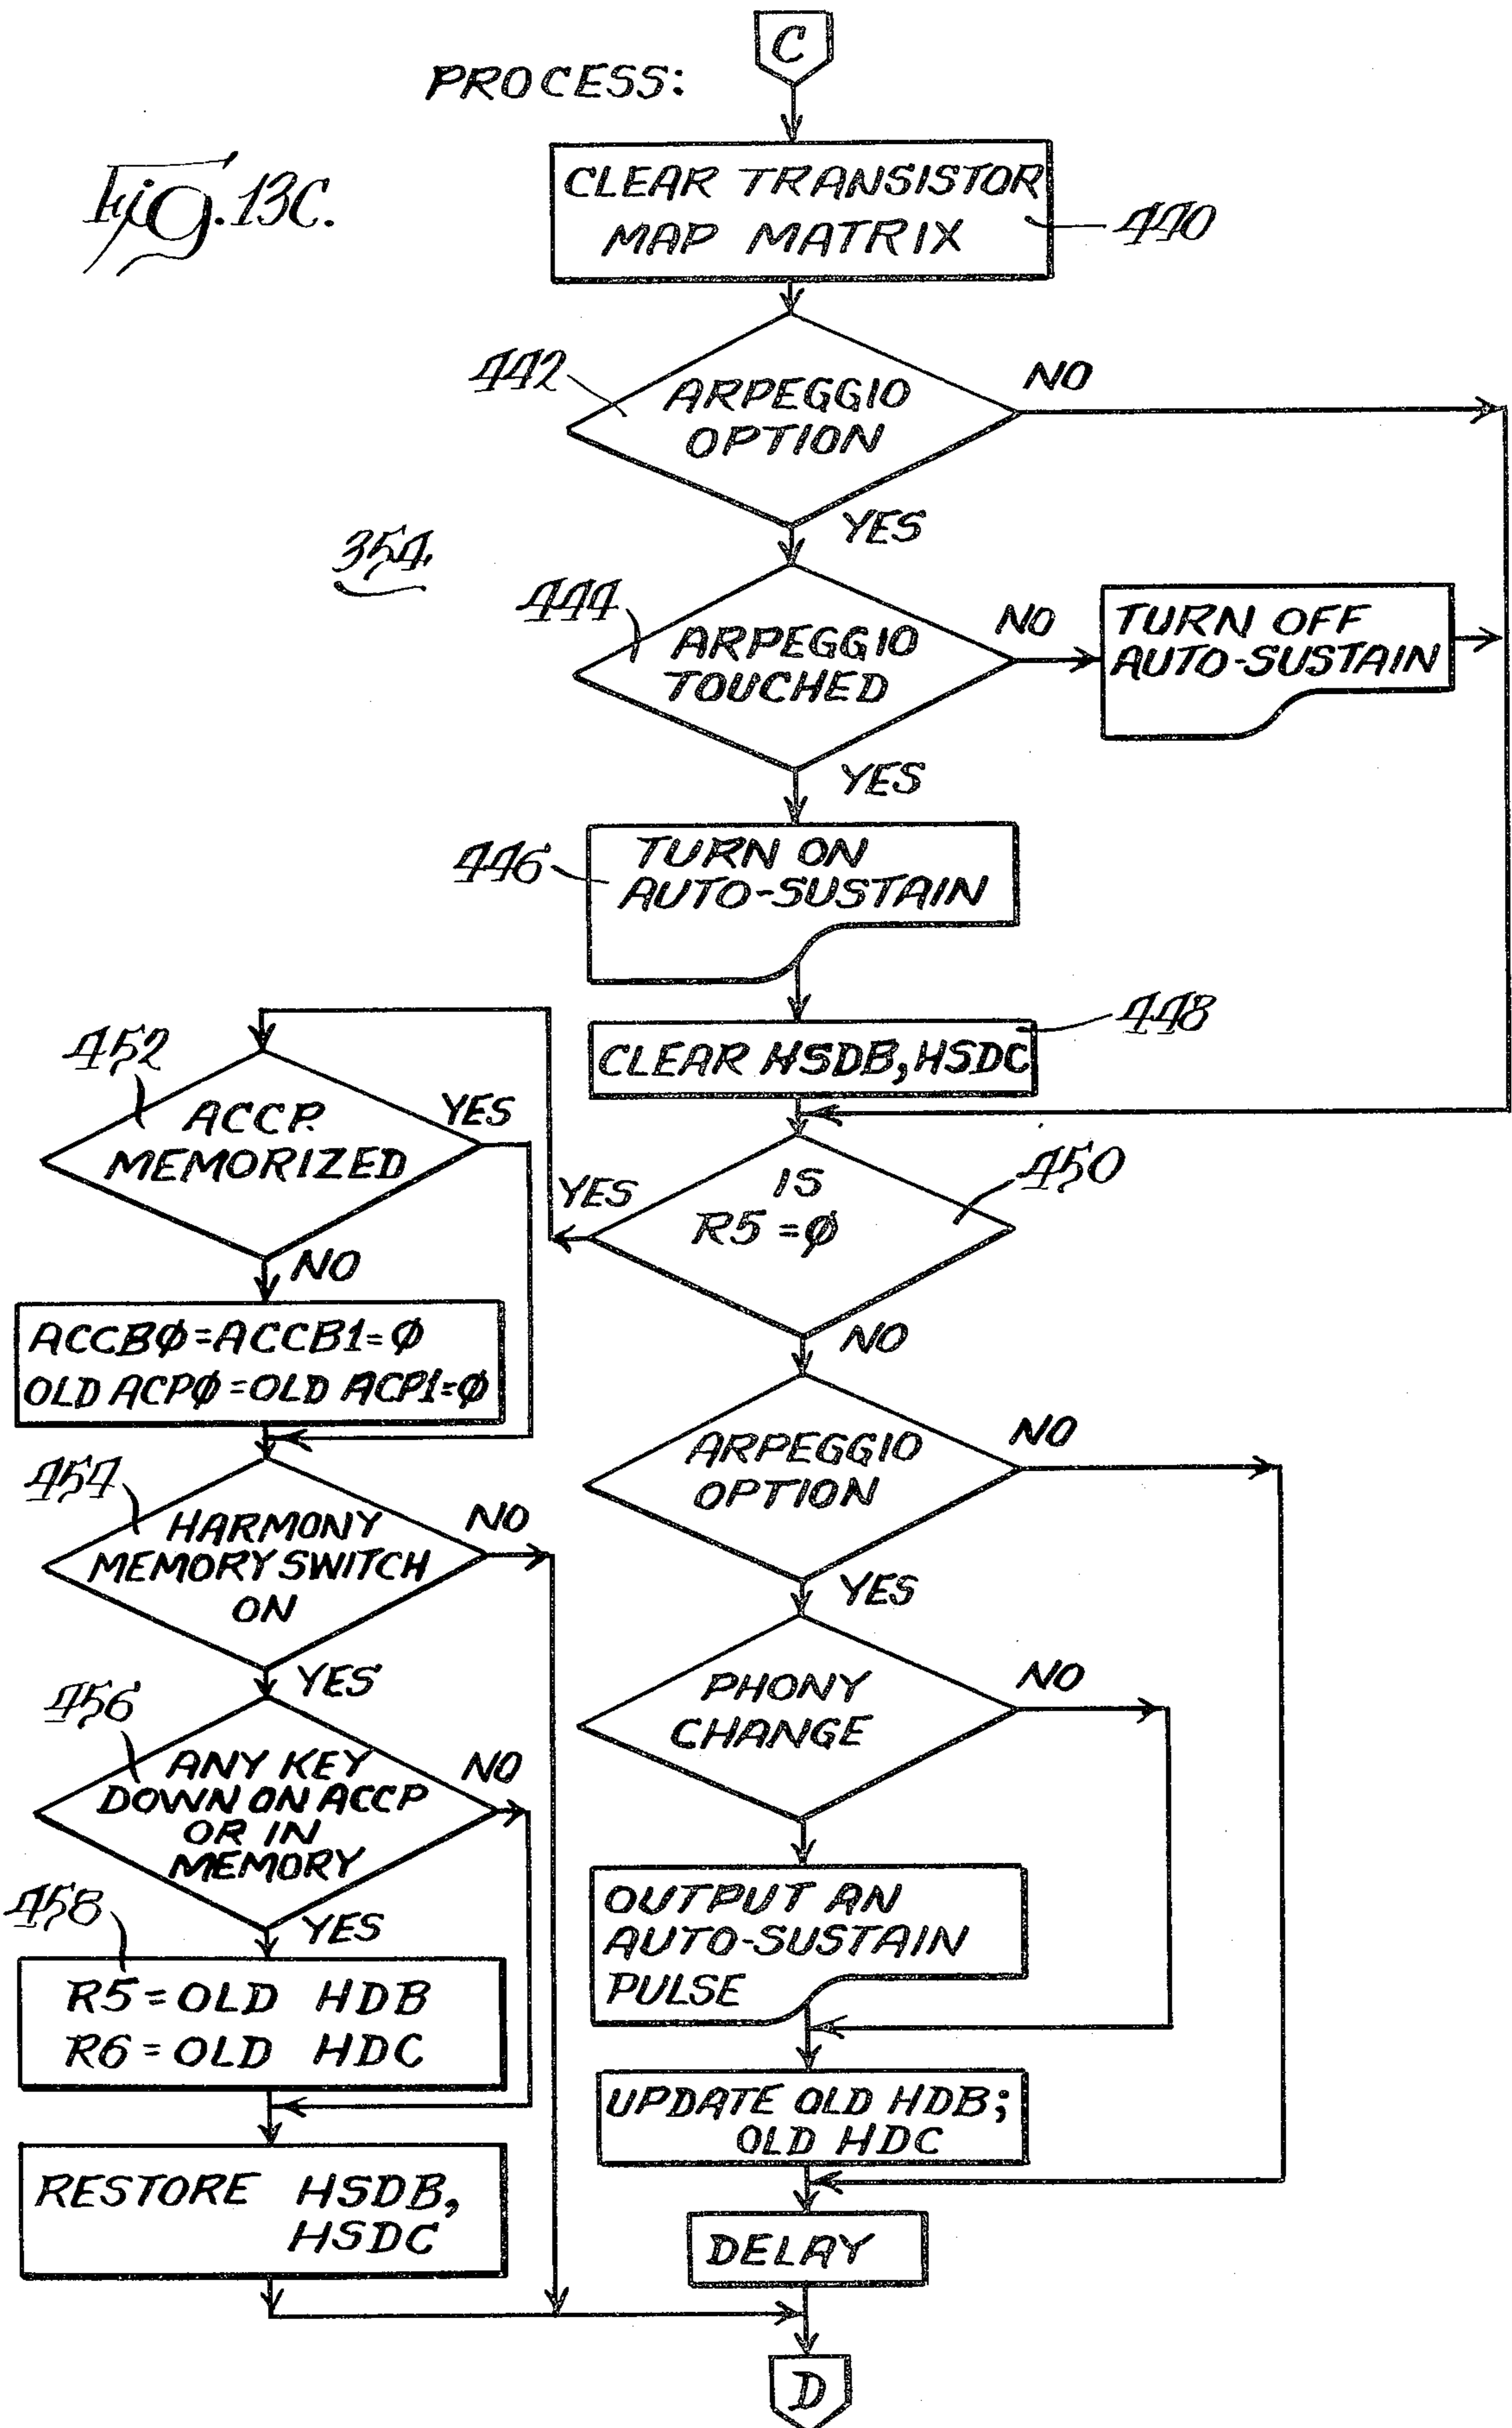 C
PROCESS:
Fig. 13C.
CLEAR TRANSISTOR
MAP MATRIX
440
442
ARPEGGIO
OPTION
NO
YES
354
444
ARPEGGIO
TOUCHED
NO
TURN OFF
AUTO-SUSTAIN
YES
446
TURN ON
AUTO-SUSTAIN
448
CLEAR HSDB, HSDC
452
ACCP.
MEMORIZED
YES
NO
450
IS
R5 = Ø
YES
NO
ACCBØ = ACCB1 = Ø
OLD ACPØ = OLD ACP1 = Ø
454
HARMONY
MEMORY SWITCH
ON
NO
YES
ARPEGGIO
OPTION
NO
YES
456
ANY KEY
DOWN ON ACCP
OR IN
MEMORY
NO
YES
PHONY
CHANGE
NO
458
R5 = OLD HDB
R6 = OLD HDC
OUTPUT AN
AUTO-SUSTAIN
PULSE
UPDATE OLD HDB;
OLD HDC
RESTORE HSDB,
HSDC
DELAY
D